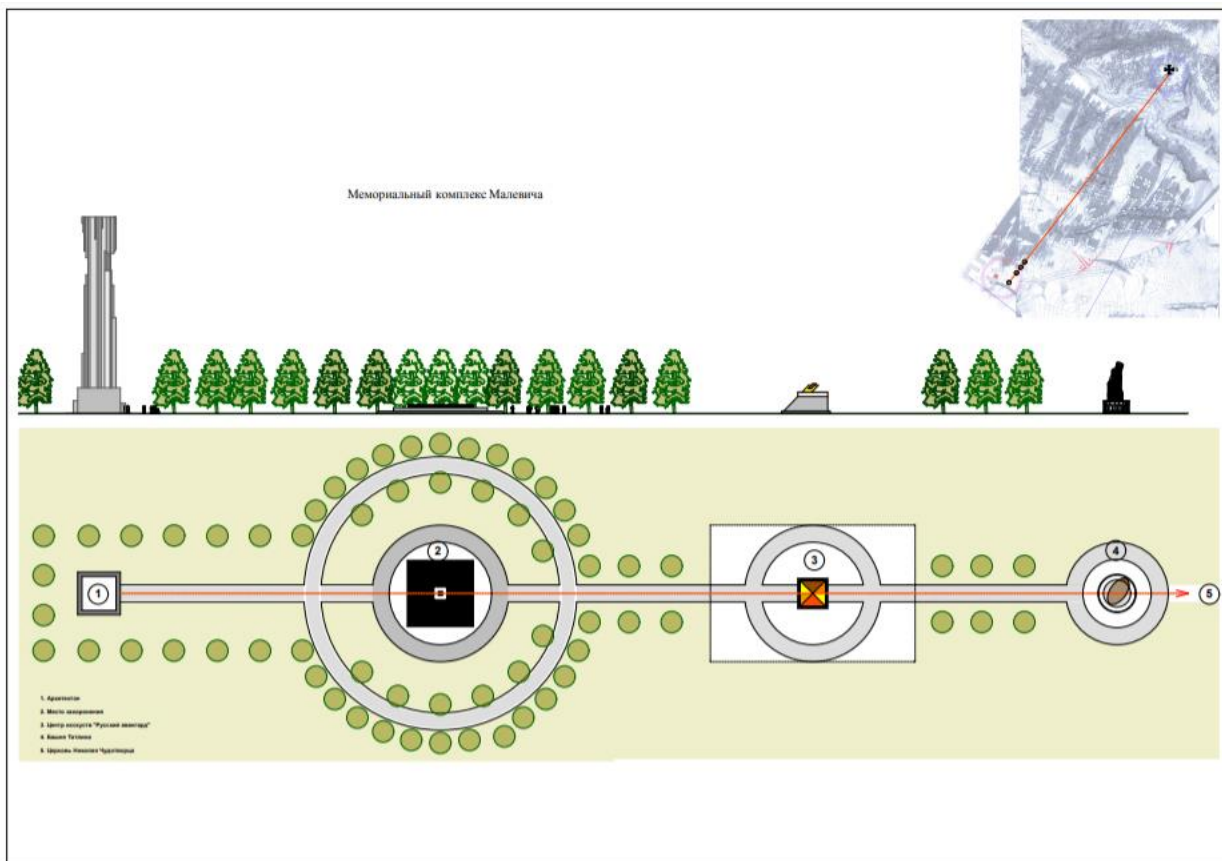 Мемориальный комплекс Малевича
1
2
3
4
5
1. Архитектон
2. Место захоронения
3. Центр искусств "Русский авангард"
4. Башня Татлина
5. Церковь Николая Чудотворца